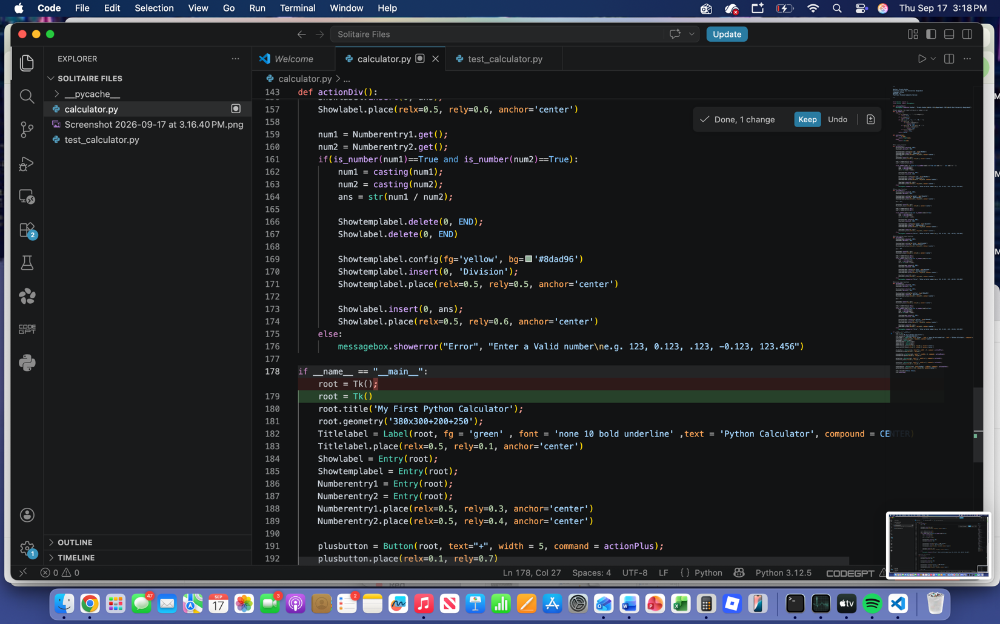 Code File Edit Selection View Go Run Terminal Window Help
Thu Sep 17 3:18 PM
Solitaire Files
Update
EXPLORER
SOLITAIRE FILES
__pycache__
calculator.py
Screenshot 2026-09-17 at 3.16.40 PM.png
test_calculator.py
OUTLINE
TIMELINE
CODE
GPT
2
1
Welcome
calculator.py
test_calculator.py
calculator.py > ...
Done, 1 change
Keep
Undo
143 def actionDiv():
157 Showlabel.place(relx=0.5, rely=0.6, anchor='center')
158
159 num1 = Numberentry1.get();
160 num2 = Numberentry2.get();
161 if(is_number(num1)==True and is_number(num2)==True):
162 num1 = casting(num1);
163 num2 = casting(num2);
164 ans = str(num1 / num2);
165
166 Showtemplabel.delete(0, END);
167 Showlabel.delete(0, END)
168
169 Showtemplabel.config(fg='yellow', bg='#8dad96')
170 Showtemplabel.insert(0, 'Division');
171 Showtemplabel.place(relx=0.5, rely=0.5, anchor='center')
172
173 Showlabel.insert(0, ans);
174 Showlabel.place(relx=0.5, rely=0.6, anchor='center')
175 else:
176 messagebox.showerror("Error", "Enter a Valid number\ne.g. 123, 0.123, .123, -0.123, 123.456")
177
178 if __name__ == "__main__":
root = Tk();
179 root = Tk()
180 root.title('My First Python Calculator');
181 root.geometry('380x300+200+250');
182 Titlelabel = Label(root, fg = 'green' , font = 'none 10 bold underline' ,text = 'Python Calculator', compound = CENTER)
183 Titlelabel.place(relx=0.5, rely=0.1, anchor='center')
184 Showlabel = Entry(root);
185 Showtemplabel = Entry(root);
186 Numberentry1 = Entry(root);
187 Numberentry2 = Entry(root);
188 Numberentry1.place(relx=0.5, rely=0.3, anchor='center')
189 Numberentry2.place(relx=0.5, rely=0.4, anchor='center')
190
191 plusbutton = Button(root, text="+", width = 5, command = actionPlus);
192 plusbutton.place(relx=0.1, rely=0.7)
0 0
Ln 178, Col 27 Spaces: 4 UTF-8 LF {} Python Python 3.12.5 CODEGPT
47
SEP
17
3
2
tv